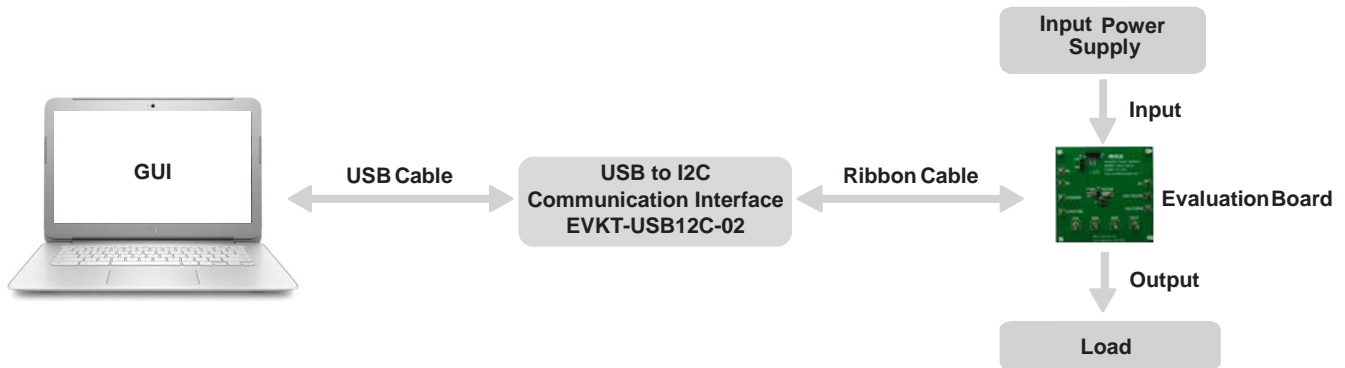 Input Power
Supply
Input
GUI
USB Cable
USB to I2C
Communication Interface
EVKT-USB12C-02
Ribbon Cable
Evaluation Board
Output
Load